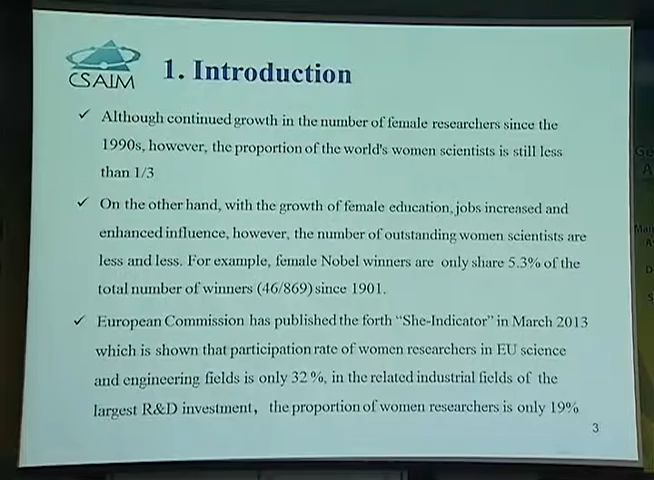 CSAIM
1. Introduction
✓ Although continued growth in the number of female researchers since the
1990s, however, the proportion of the world's women scientists is still less
than 1/3
✓ On the other hand, with the growth of female education, jobs increased and
enhanced influence, however, the number of outstanding women scientists are
less and less. For example, female Nobel winners are only share 5.3% of the
total number of winners (46/869) since 1901.
✓ European Commission has published the forth “She-Indicator” in March 2013
which is shown that participation rate of women researchers in EU science
and engineering fields is only 32%, in the related industrial fields of the
largest R&D investment, the proportion of women researchers is only 19%
3